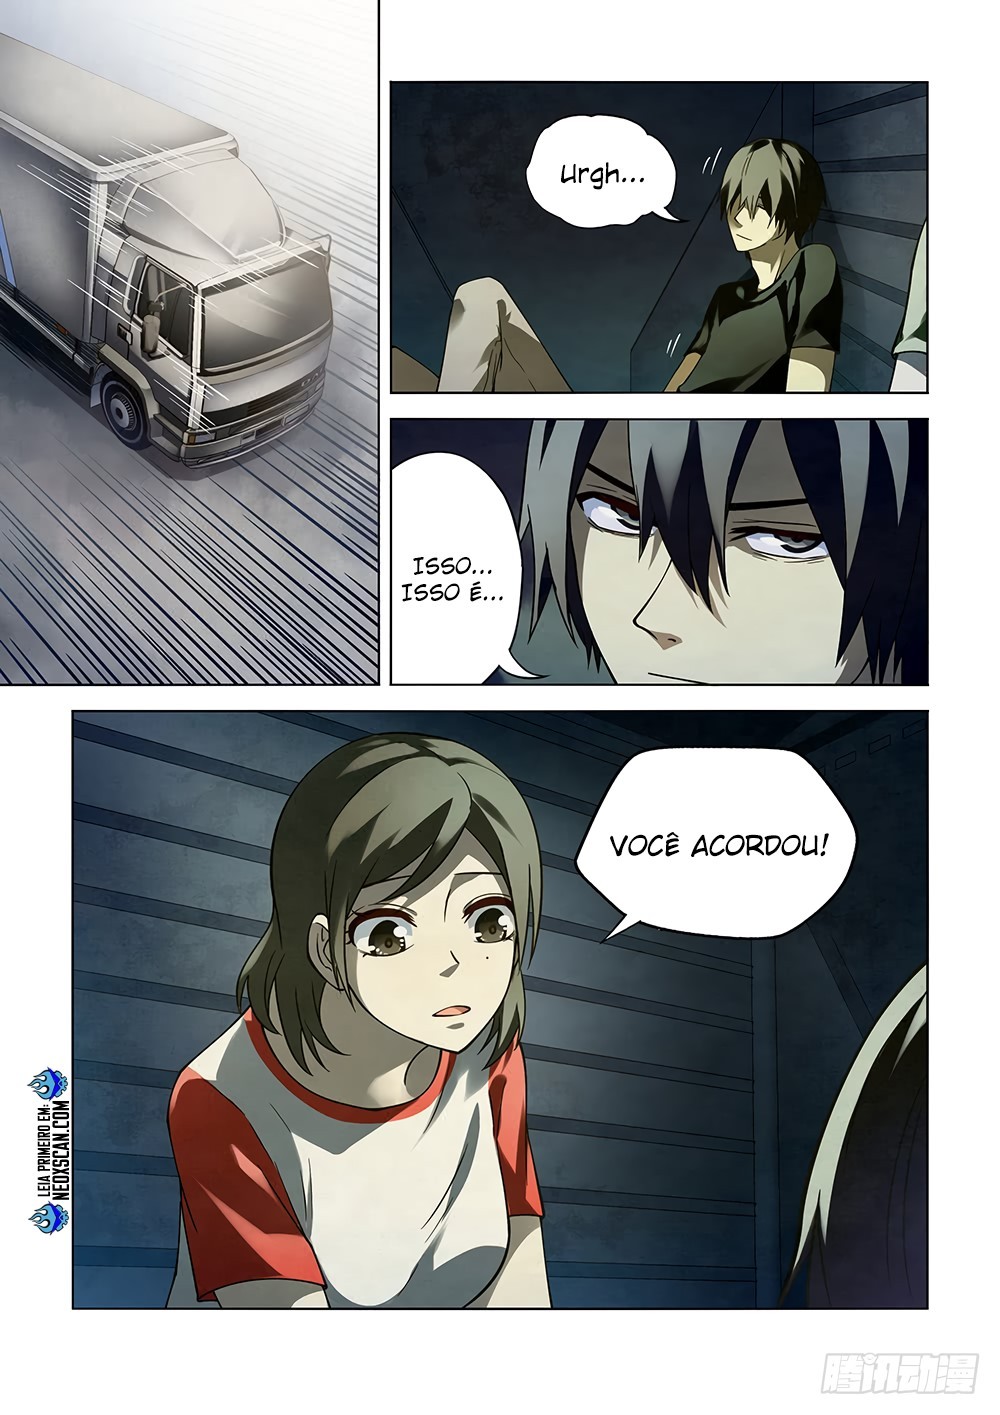 Urgh...
ISSO...
ISSO É...
VOCÊ ACORDOU!
LEIA PRIMEIRO EM:
NEOXSCAN.COM
腾讯动漫